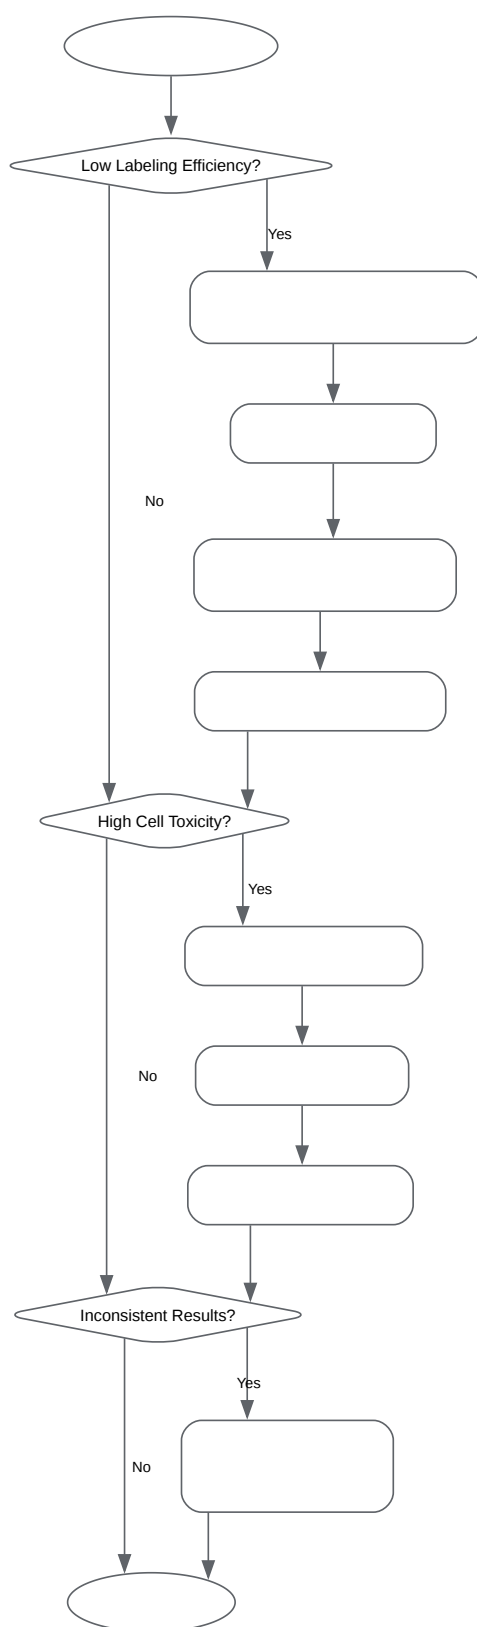 Low Labeling Efficiency?
Yes
No
High Cell Toxicity?
Yes
No
Inconsistent Results?
Yes
No